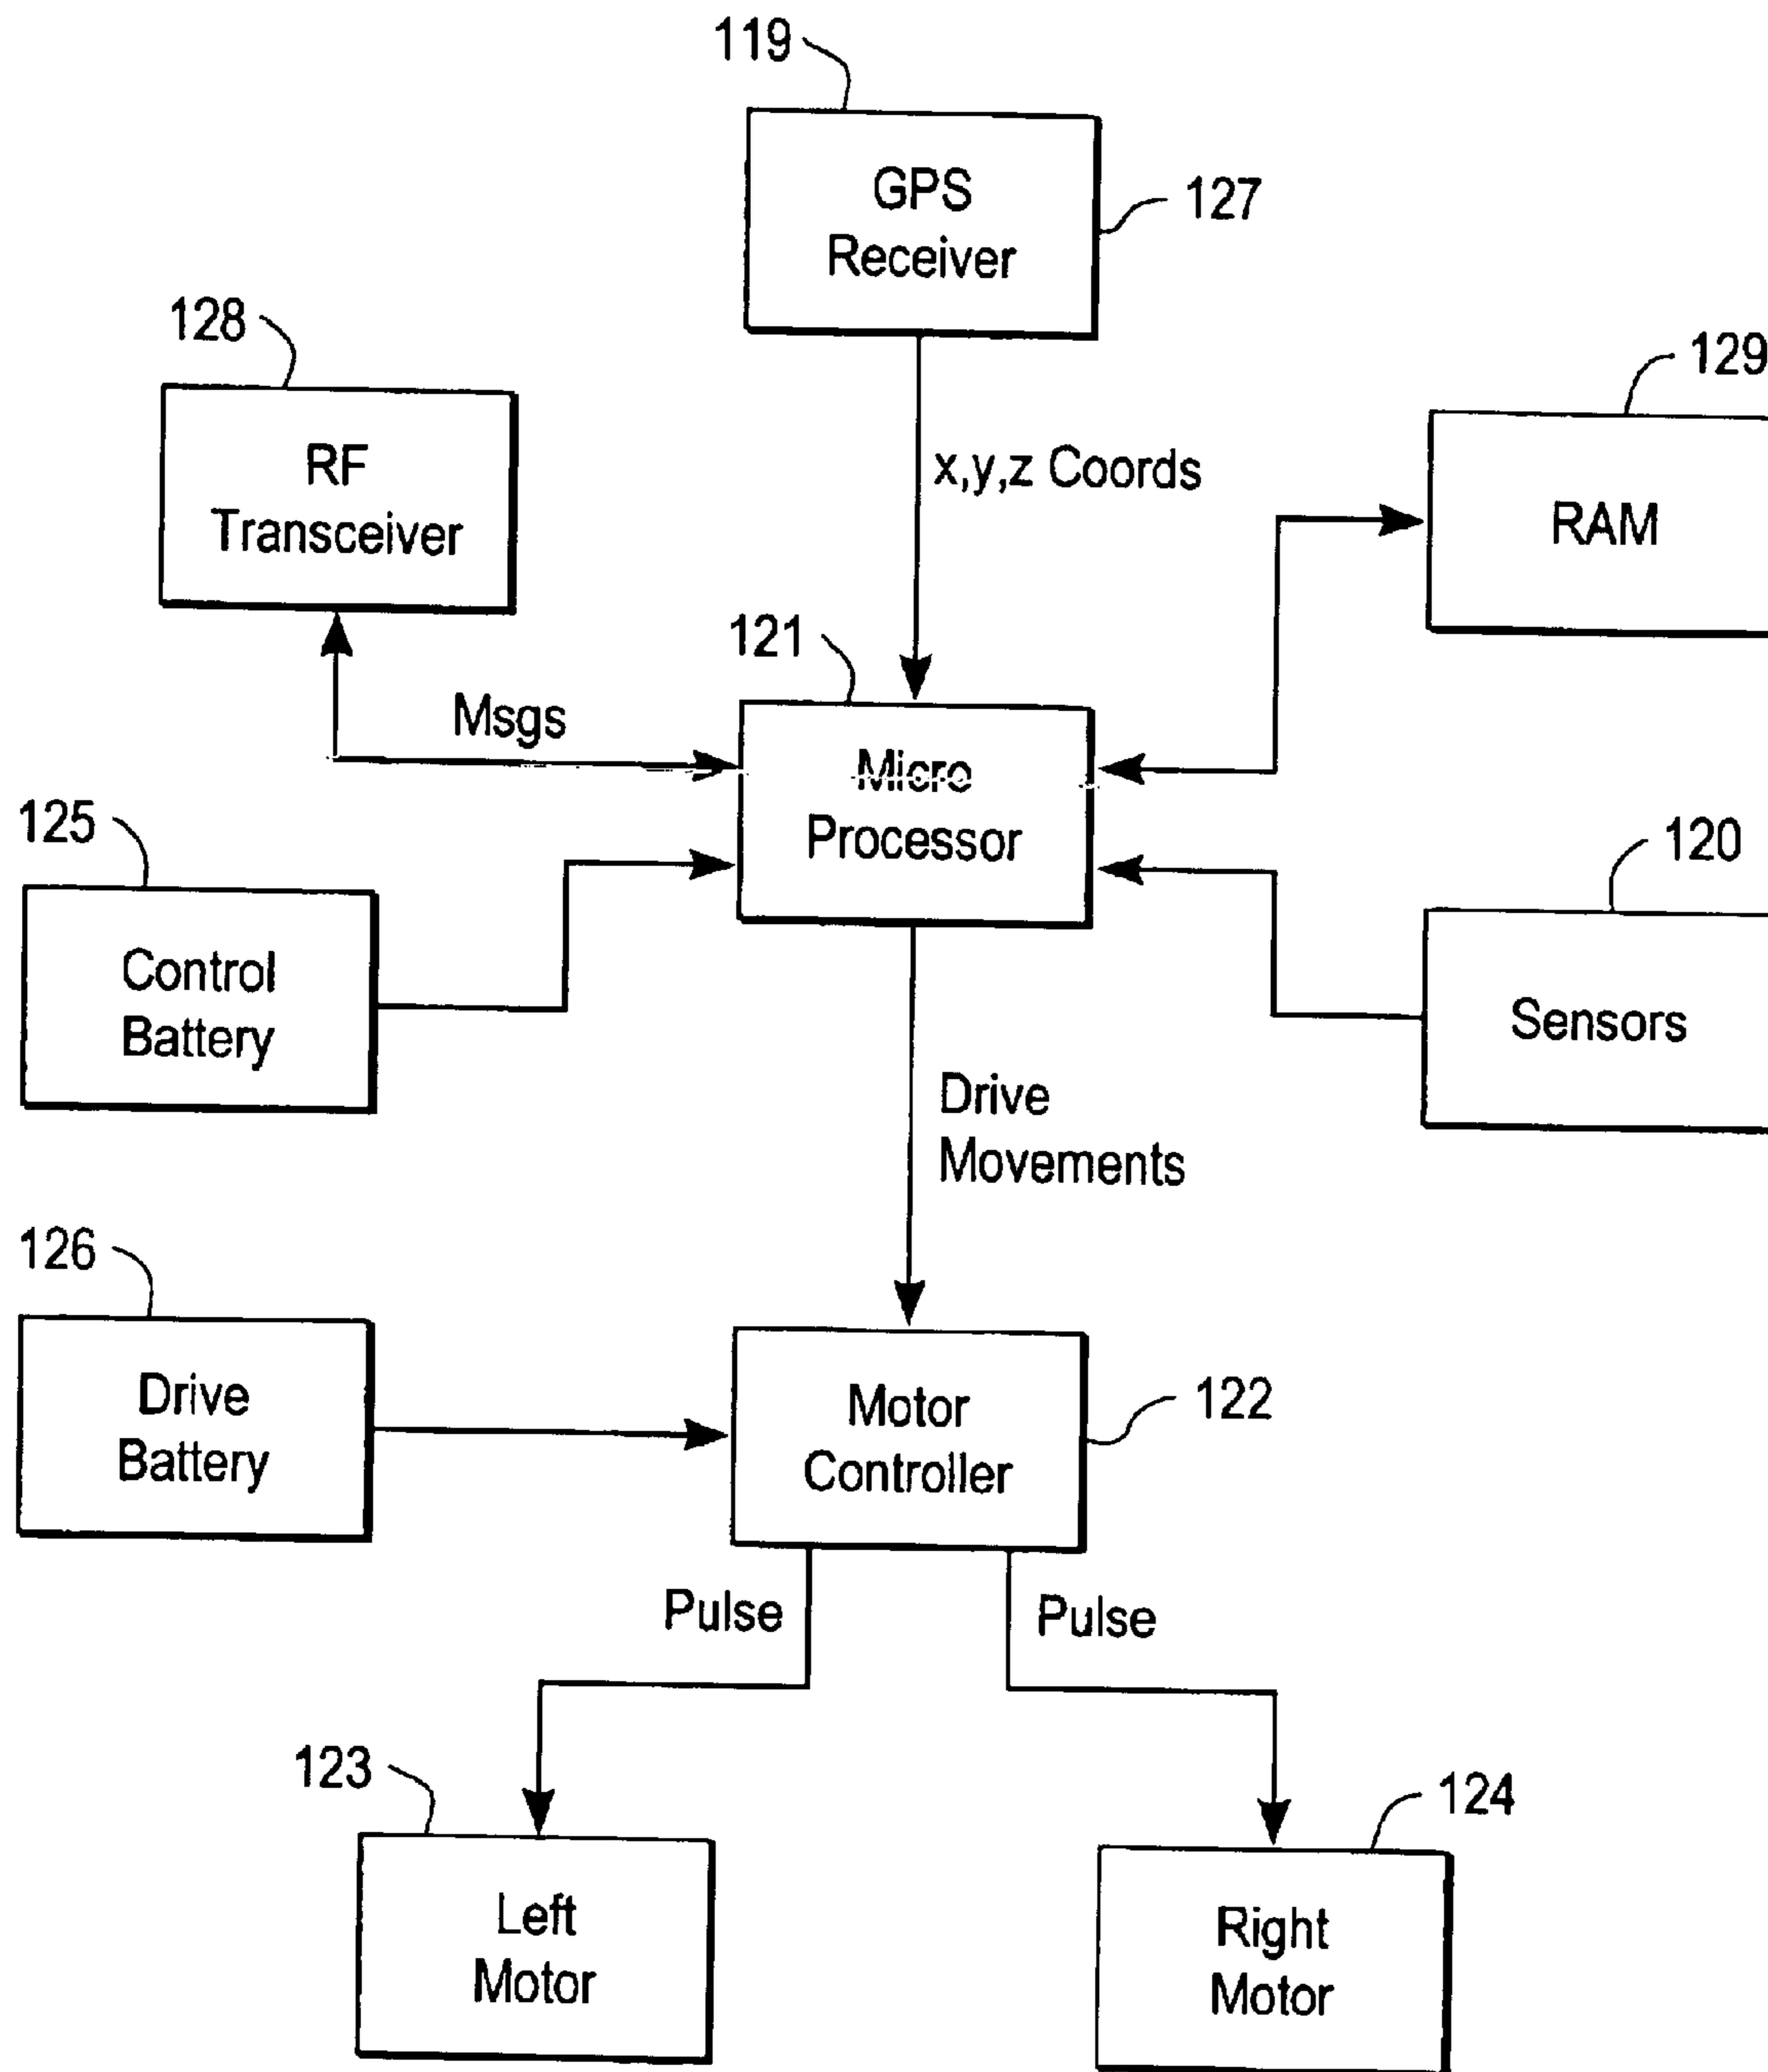 119
GPS
Receiver
127
128
RF
Transceiver
x,y,z Coords
129
RAM
121
Msgs
Micro
Processor
125
Control
Battery
120
Sensors
Drive
Movements
126
Drive
Battery
Motor
Controller
122
Pulse
Pulse
123
Left
Motor
124
Right
Motor